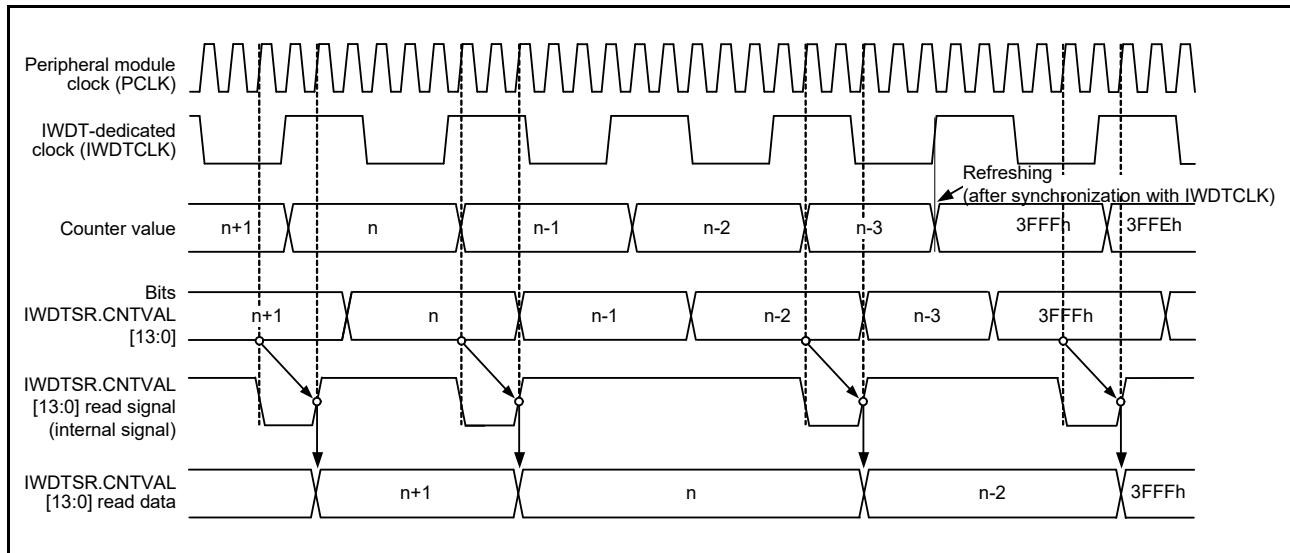 Peripheral module
clock (PCLK)
IWDT-dedicated
clock (IWDTCLK)
Refreshing
(after synchronization with IWDTCLK)
Counter value
n+1
n
n-1
n-2
n-3
3FFFh
3FFEh
Bits
IWDTSR.CNTVAL
[13:0]
n+1
n
n-1
n-2
n-3
3FFFh
IWDTSR.CNTVAL
[13:0] read signal
(internal signal)
IWDTSR.CNTVAL
[13:0] read data
n+1
n
n-2
3FFFh